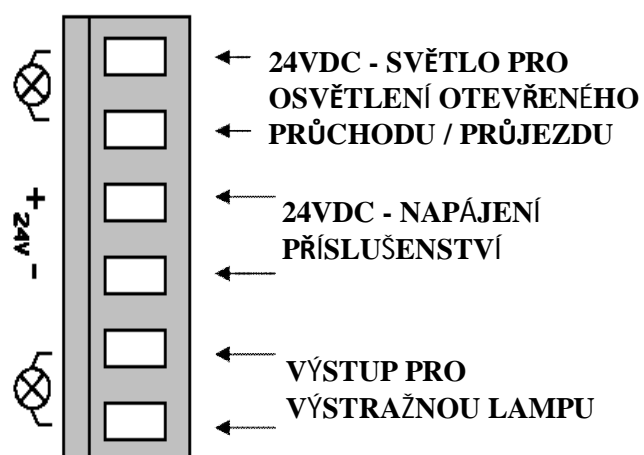 24VDC - SVĚTLO PRO
OSVĚTLENÍ OTEVŘENÉHO
PRŮCHODU / PRŮJEZDU
+ 24V -
24VDC - NAPÁJENÍ
PŘÍSLUŠENSTVÍ
VÝSTUP PRO
VÝSTRAŽNOU LAMPU